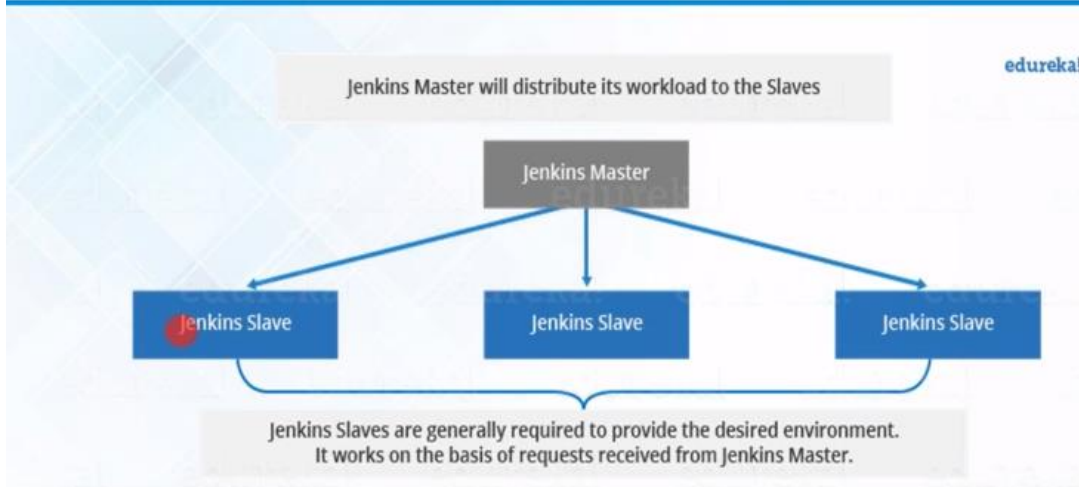 edureka!
Jenkins Master will distribute its workload to the Slaves
Jenkins Master
Jenkins Slave
Jenkins Slave
Jenkins Slave
Jenkins Slaves are generally required to provide the desired environment.
It works on the basis of requests received from Jenkins Master.